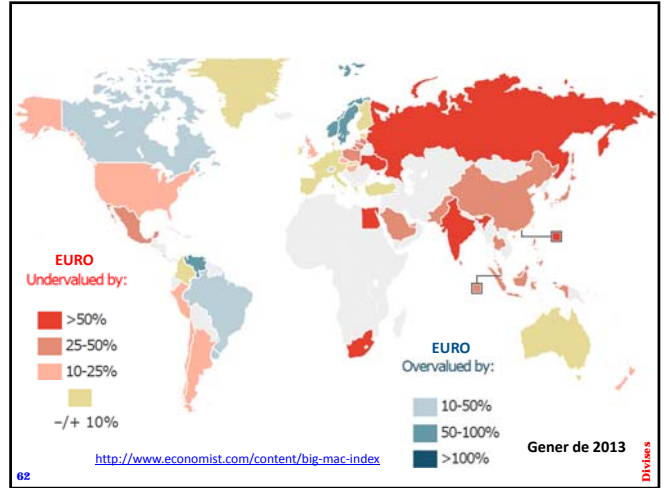 EURO
Undervalued by:
>50%
25-50%
10-25%
−/+ 10%
EURO
Overvalued by:
10-50%
50-100%
>100%
http://www.economist.com/content/big-mac-index
Gener de 2013
62
Divises